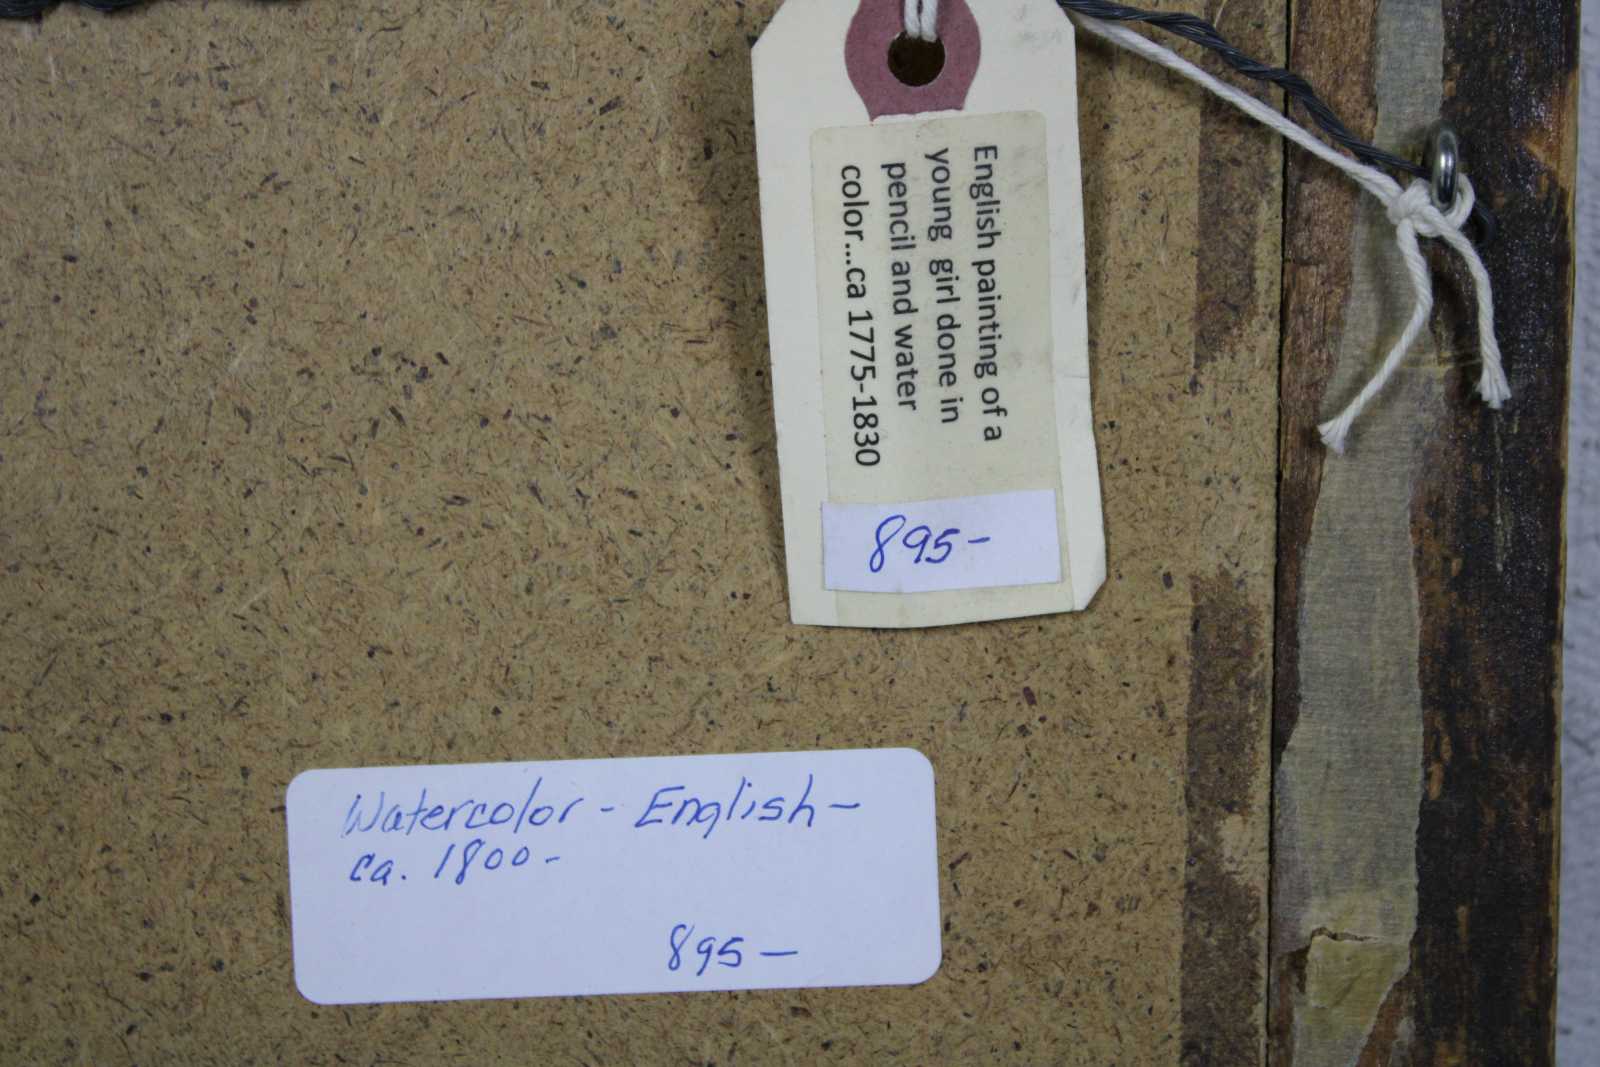 English painting of a
young girl done in
pencil and water
color...ca 1775-1830
895-
Watercolor - English -
ca. 1800-
895-